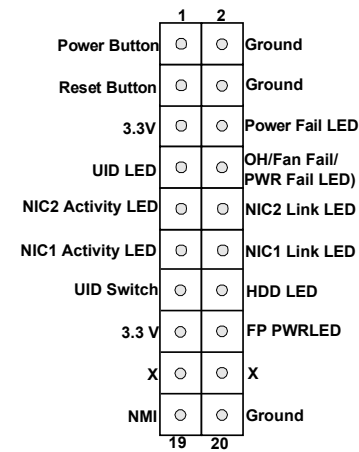 1 2
Power Button Ground
Reset Button Ground
3.3V Power Fail LED
UID LED OH/Fan Fail/
PWR Fail LED)
NIC2 Activity LED NIC2 Link LED
NIC1 Activity LED NIC1 Link LED
UID Switch HDD LED
3.3 V FP PWRLED
X X
NMI Ground
19 20